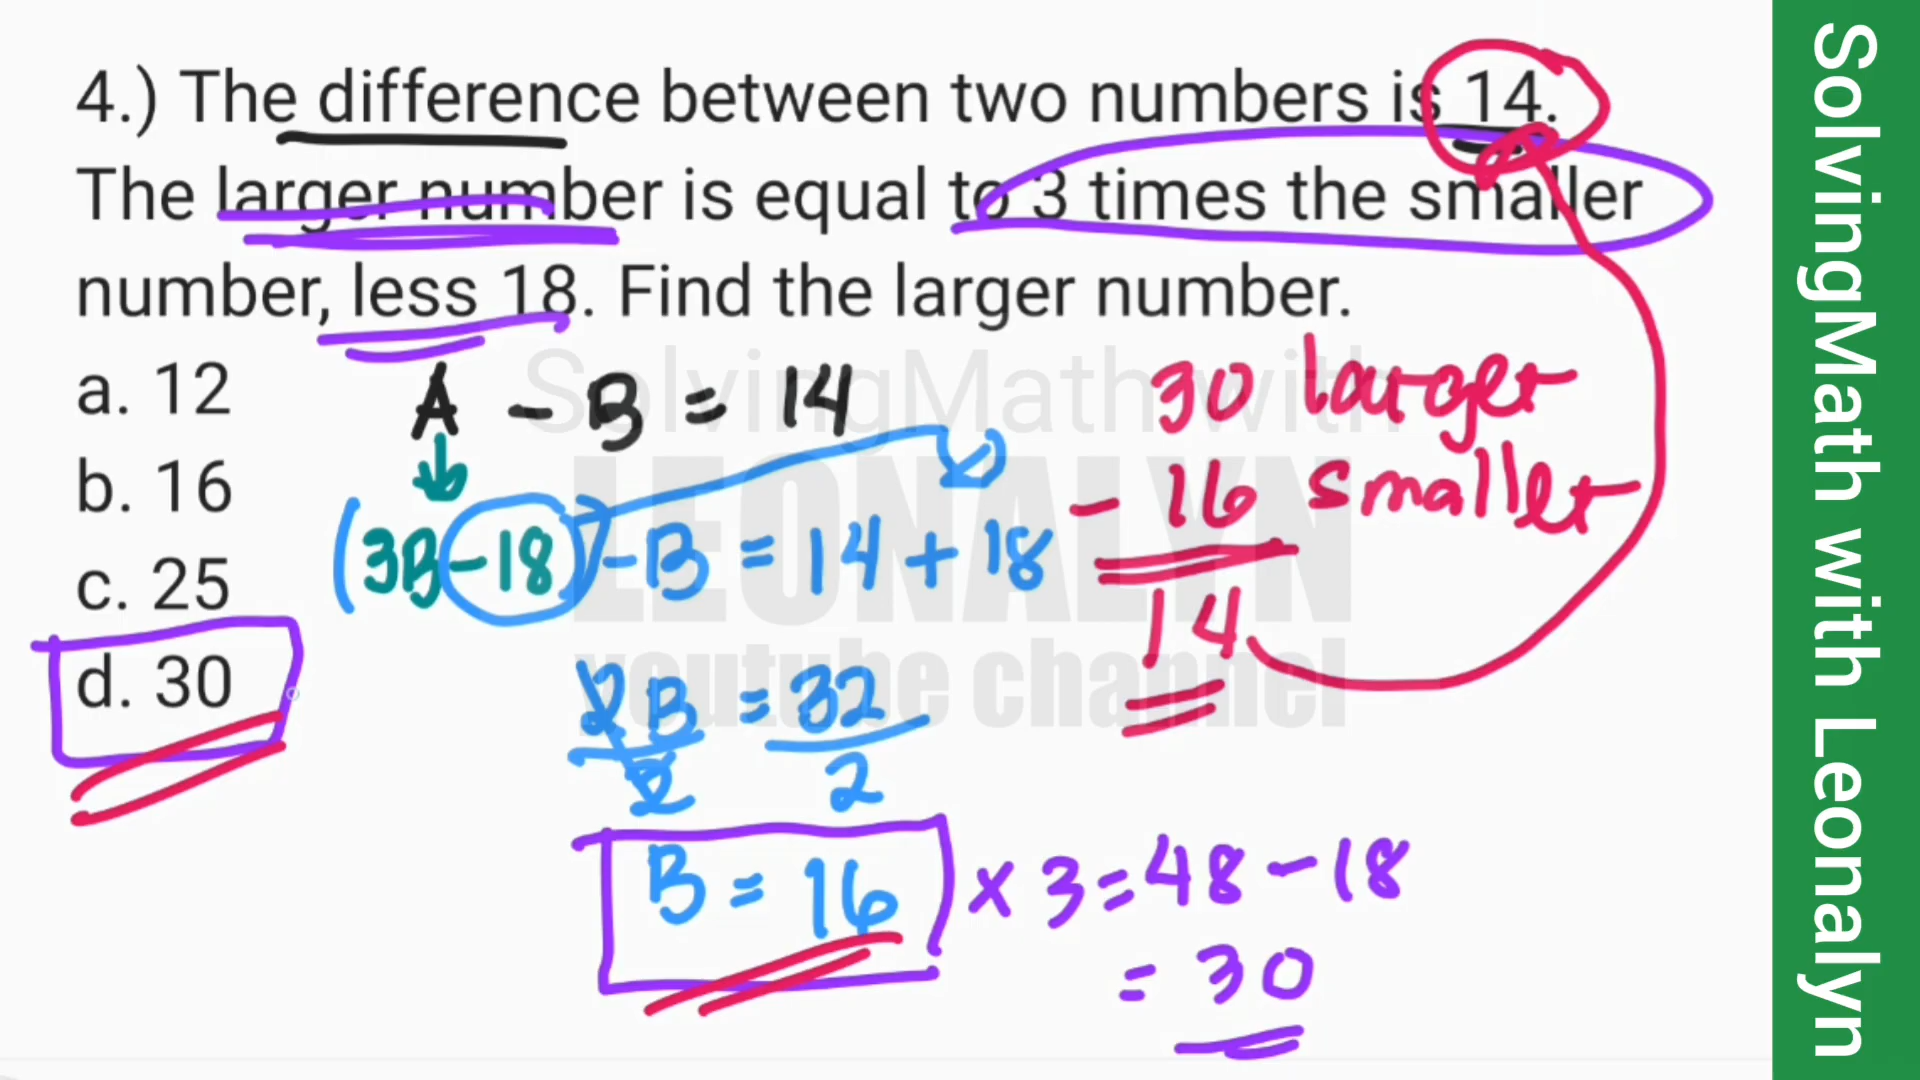 4.) The difference between two numbers is 14.
The larger number is equal to 3 times the smaller
number, less 18. Find the larger number.
a. 12
b. 16
c. 25
d. 30
A - B = 14
(3B - 18) - B = 14 + 18
2B = 32
2 2
B = 16 × 3 = 48 - 18
= 30
30 larger
- 16 smaller
14
SolvingMath with
LEONALYN
youtube channel
SolvingMath with Leonalyn